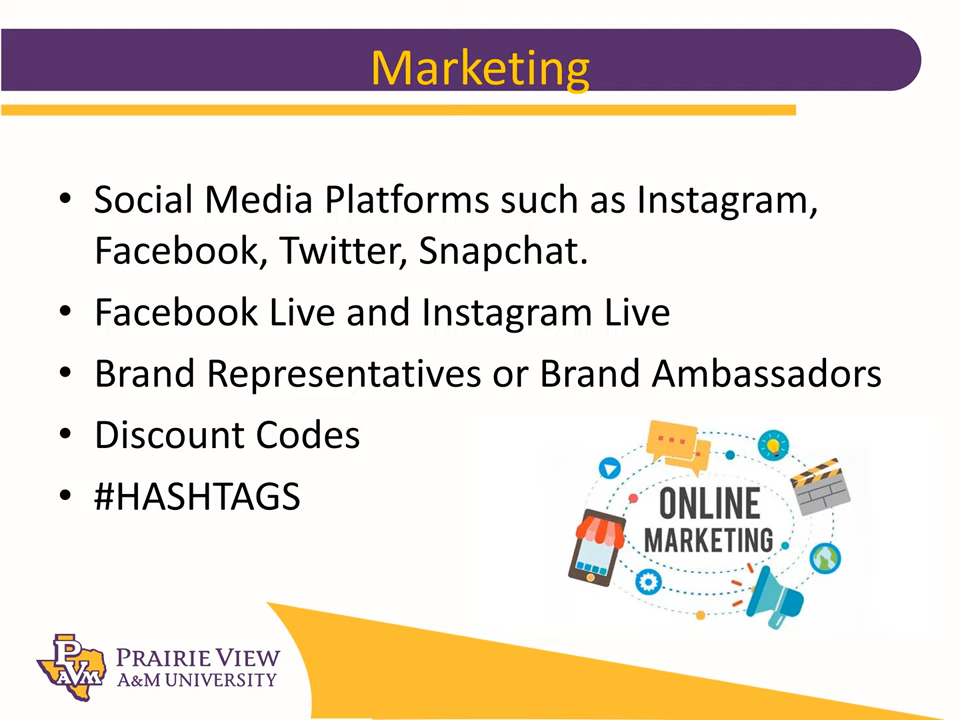 Marketing
• Social Media Platforms such as Instagram,
Facebook, Twitter, Snapchat.
• Facebook Live and Instagram Live
• Brand Representatives or Brand Ambassadors
• Discount Codes
• #HASHTAGS
ONLINE
MARKETING
PVAM
PRAIRIE VIEW
A&M UNIVERSITY